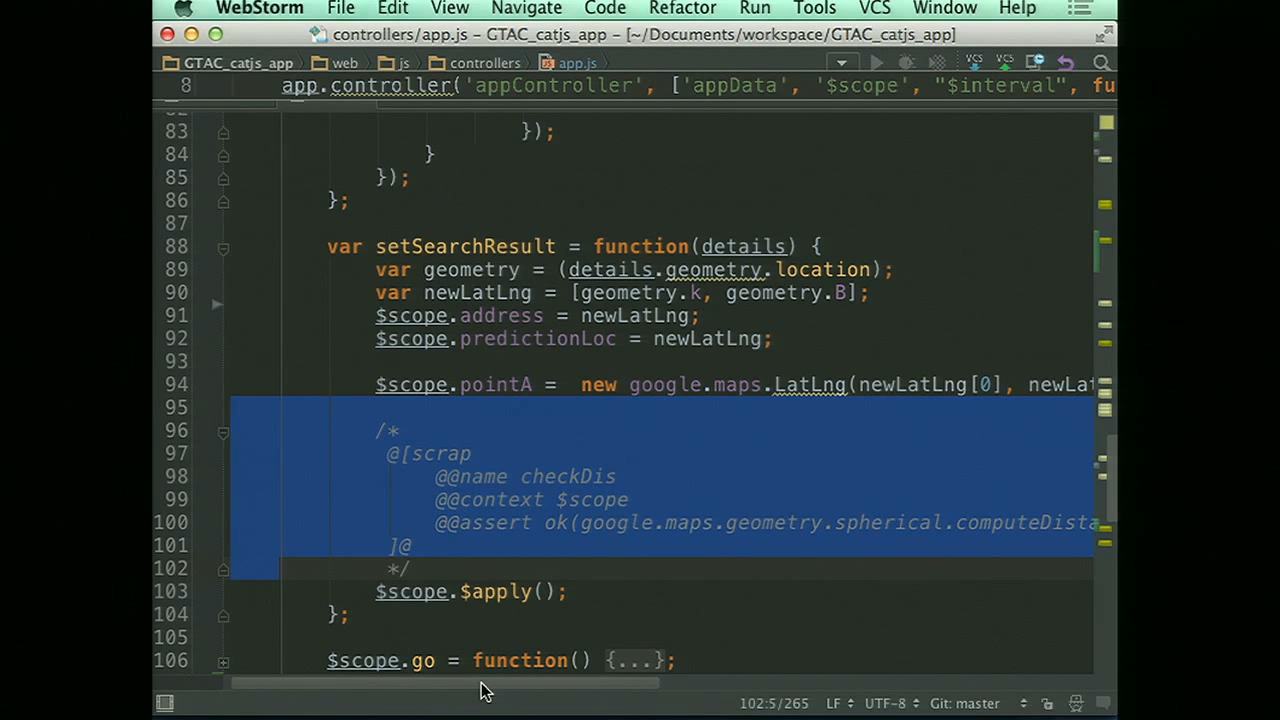 WebStorm File Edit View Navigate Code Refactor Run Tools VCS Window Help
controllers/app.js – GTAC_catjs_app – [~/Documents/workspace/GTAC_catjs_app]
GTAC_catjs_app web js controllers app.js VCS VCS
8 app.controller('appController', ['appData', '$scope', "$interval", fu
83 });
84 }
85 });
86 };
87
88 var setSearchResult = function(details) {
89 var geometry = (details.geometry.location);
90 var newLatLng = [geometry.k, geometry.B];
91 $scope.address = newLatLng;
92 $scope.predictionLoc = newLatLng;
93
94 $scope.pointA = new google.maps.LatLng(newLatLng[0], newLat
95
96 /*
97 @[scrap
98 @@name checkDis
99 @@context $scope
100 @@assert ok(google.maps.geometry.spherical.computeDista
101 ]@
102 */
103 $scope.$apply();
104 };
105
106 $scope.go = function() {...};
102:5/265 LF UTF-8 Git: master